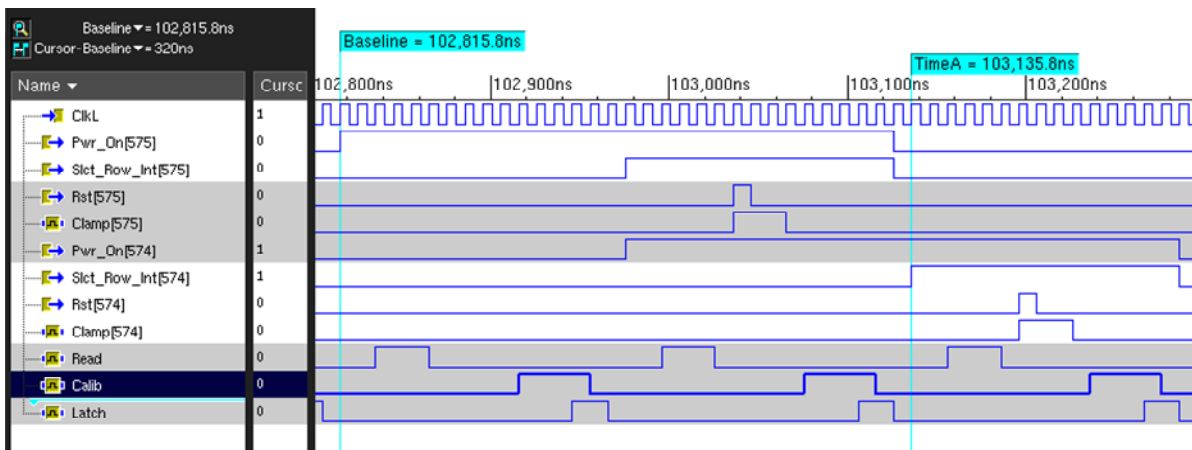 Baseline▼= 102,815.8ns
Cursor-Baseline▼= 320ns
Baseline = 102,815.8ns
TimeA = 103,135.8ns
Name ▼ Cursc 102,800ns 102,900ns 103,000ns 103,100ns 103,200ns
ClkL 1
Pwr_On[575] 0
Slct_Row_Int[575] 0
Rst[575] 0
Clamp[575] 0
Pwr_On[574] 1
Slct_Row_Int[574] 1
Rst[574] 0
Clamp[574] 0
Read 0
Calib 0
Latch 0